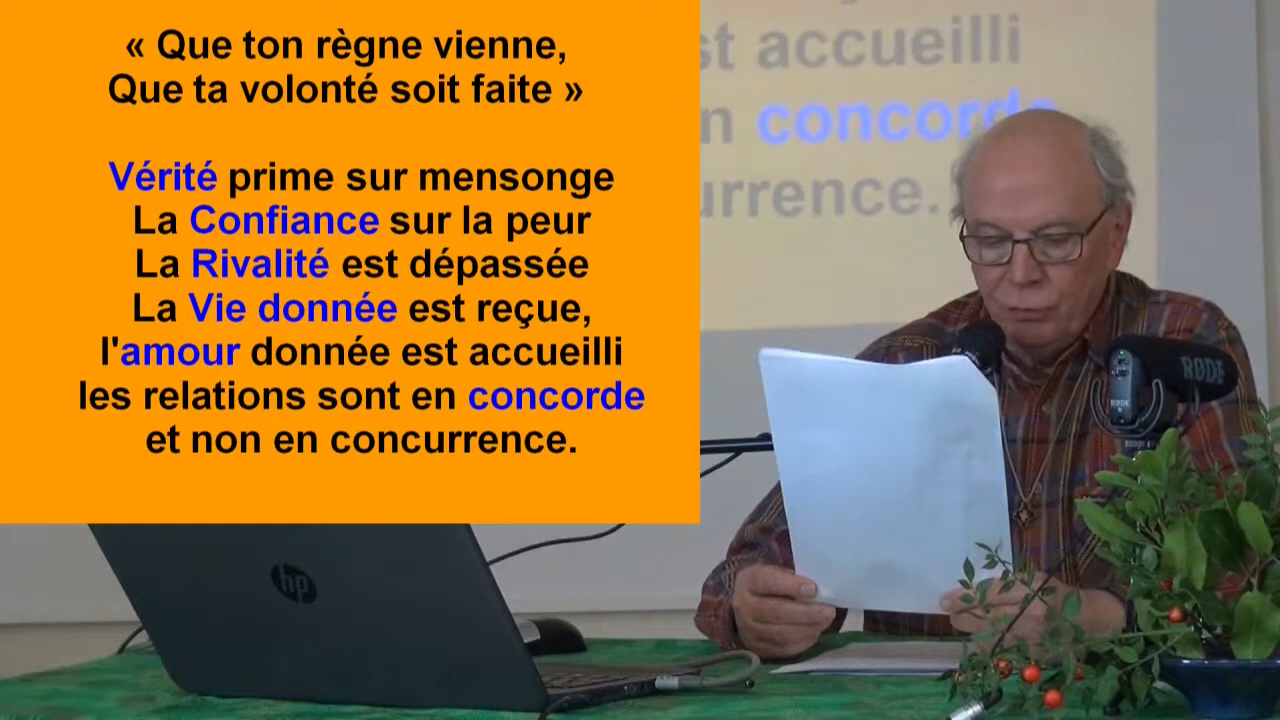 « Que ton règne vienne,
Que ta volonté soit faite »
Vérité prime sur mensonge
La Confiance sur la peur
La Rivalité est dépassée
La Vie donnée est reçue,
l'amour donnée est accueilli
les relations sont en concorde
et non en concurrence.
st accueilli
n concorde
urrence.
RØDE
RØDE
hp